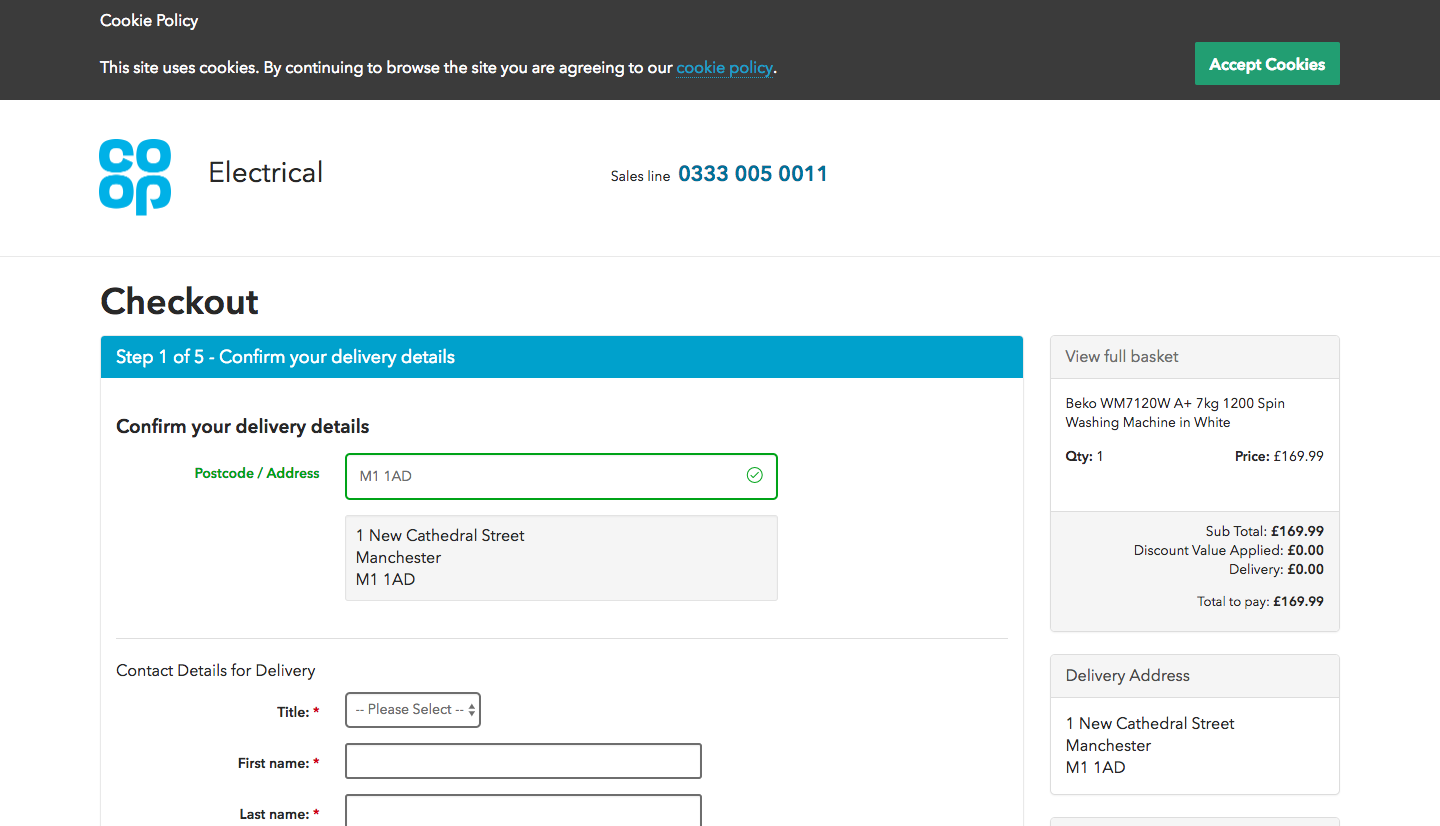 Cookie Policy
This site uses cookies. By continuing to browse the site you are agreeing to our cookie policy.
Accept Cookies
co
op
Electrical
Sales line 0333 005 0011
Checkout
Step 1 of 5 - Confirm your delivery details
Confirm your delivery details
Postcode / Address
M1 1AD
1 New Cathedral Street
Manchester
M1 1AD
Contact Details for Delivery
Title: *
-- Please Select --
First name: *
Last name: *
View full basket
Beko WM7120W A+ 7kg 1200 Spin
Washing Machine in White
Qty: 1 Price: £169.99
Sub Total: £169.99
Discount Value Applied: £0.00
Delivery: £0.00
Total to pay: £169.99
Delivery Address
1 New Cathedral Street
Manchester
M1 1AD